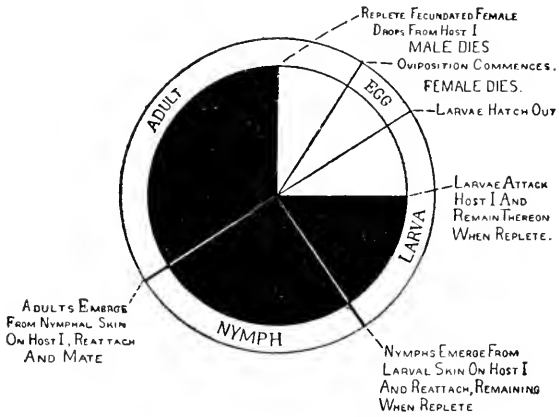 REPLETE FECUNDATED FEMALE
DROPS FROM HOST I
MALE DIES
OVIPOSITION COMMENCES.
FEMALE DIES.
EGG
LARVAE HATCH OUT
ADULT
LARVAE ATTACK
HOST I AND
REMAIN THEREON
WHEN REPLETE.
LARVA
NYMPH
ADULTS EMERGE
FROM NYMPHAL SKIN
ON HOST I, REATTACH
AND MATE
NYMPHS EMERGE FROM
LARVAL SKIN ON HOST I
AND REATTACH, REMAINING
WHEN REPLETE